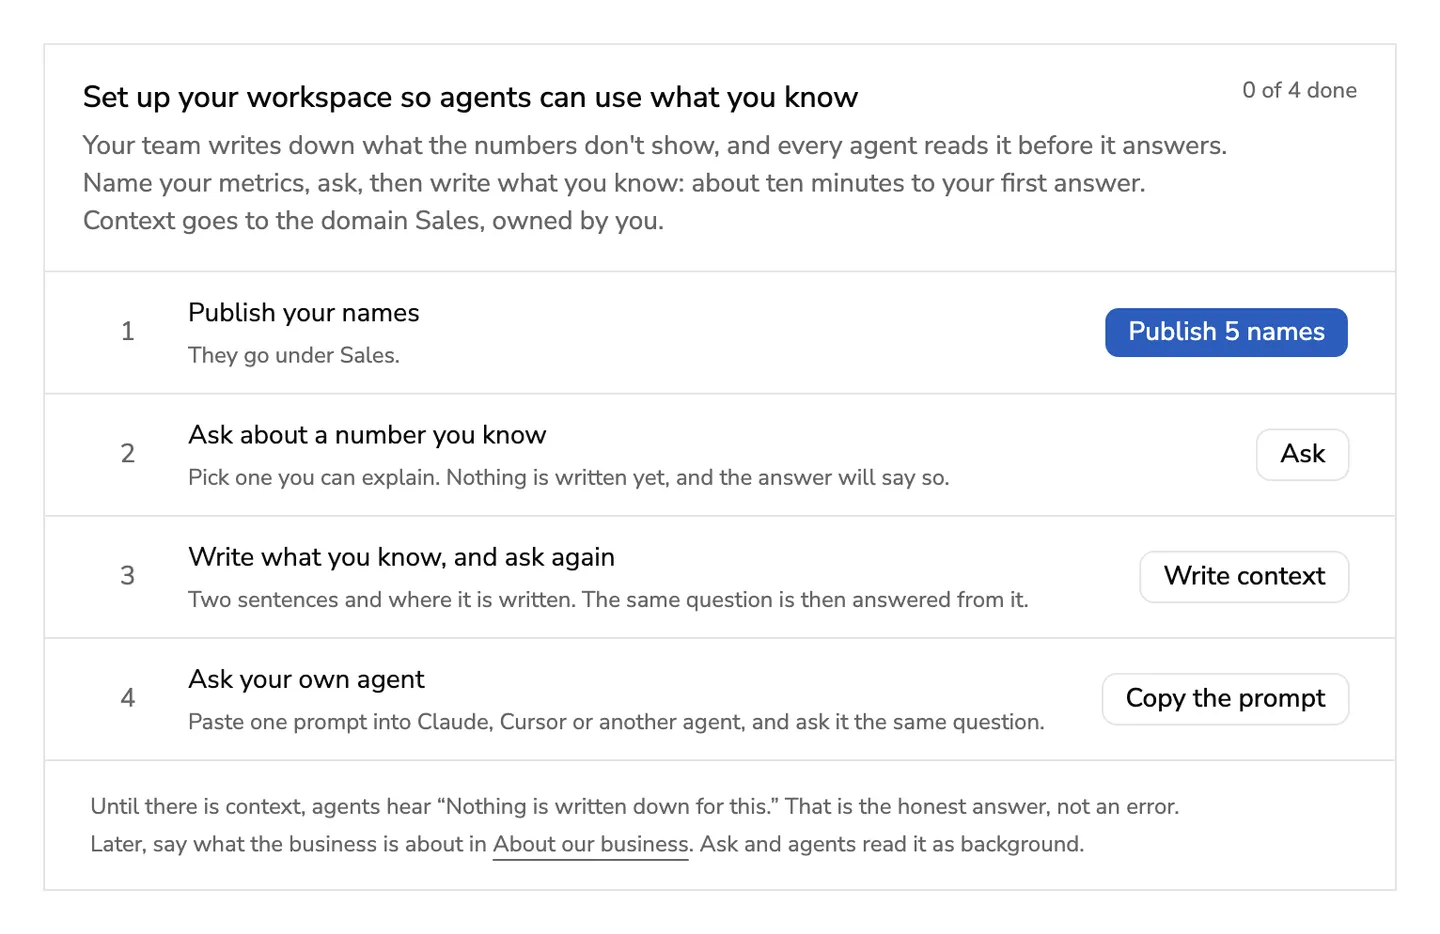 Set up your workspace so agents can use what you know
0 of 4 done
Your team writes down what the numbers don't show, and every agent reads it before it answers.
Name your metrics, ask, then write what you know: about ten minutes to your first answer.
Context goes to the domain Sales, owned by you.
1
Publish your names
They go under Sales.
Publish 5 names
2
Ask about a number you know
Pick one you can explain. Nothing is written yet, and the answer will say so.
Ask
3
Write what you know, and ask again
Two sentences and where it is written. The same question is then answered from it.
Write context
4
Ask your own agent
Paste one prompt into Claude, Cursor or another agent, and ask it the same question.
Copy the prompt
Until there is context, agents hear “Nothing is written down for this.” That is the honest answer, not an error.
Later, say what the business is about in About our business. Ask and agents read it as background.